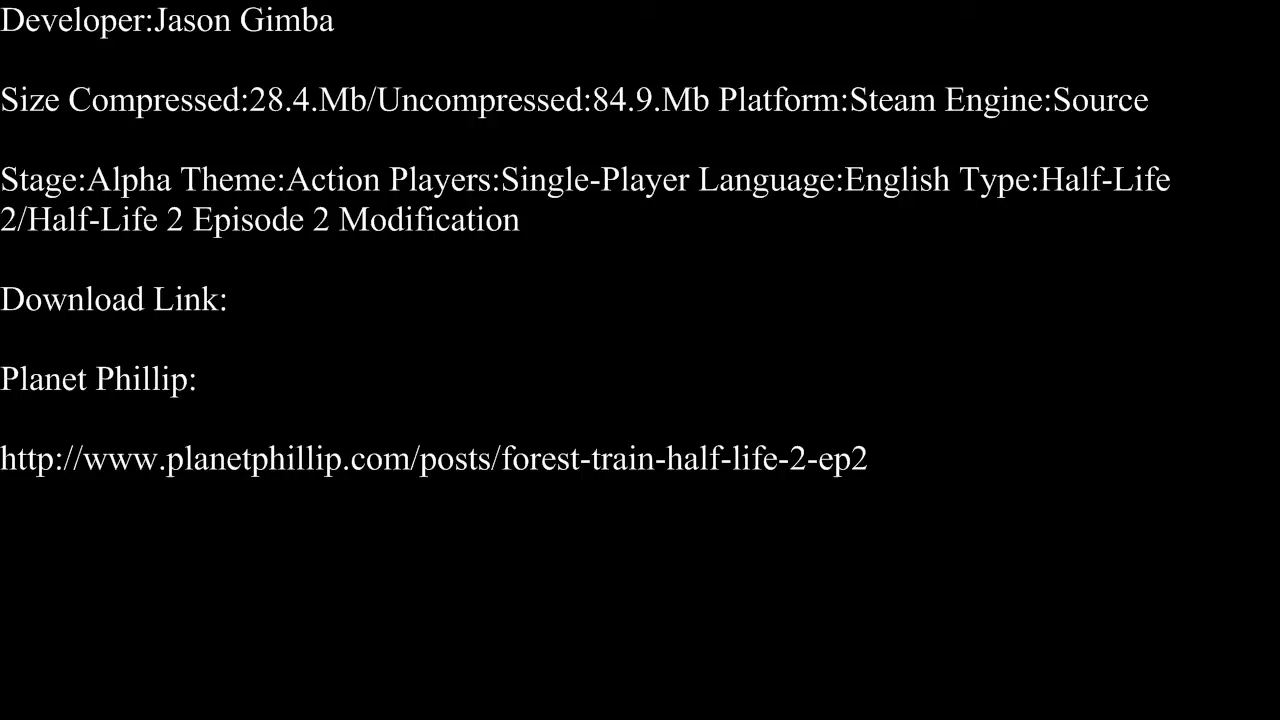 Developer:Jason Gimba
Size Compressed:28.4.Mb/Uncompressed:84.9.Mb Platform:Steam Engine:Source
Stage:Alpha Theme:Action Players:Single-Player Language:English Type:Half-Life
2/Half-Life 2 Episode 2 Modification
Download Link:
Planet Phillip:
http://www.planetphillip.com/posts/forest-train-half-life-2-ep2